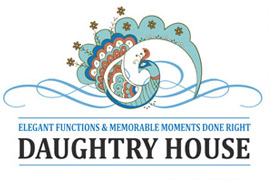 ELEGANT FUNCTIONS & MEMORABLE MOMENTS DONE RIGHT
DAUGHTRY HOUSE